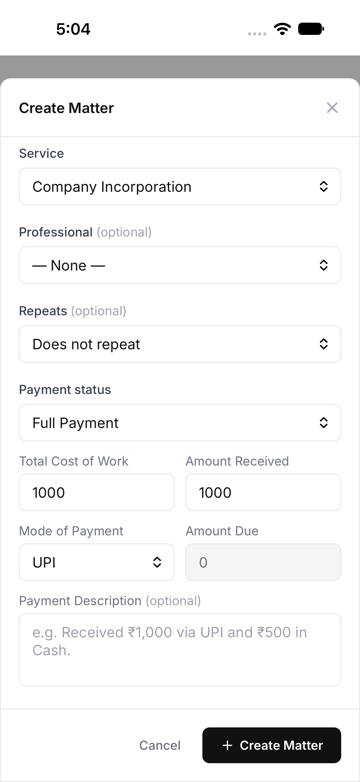 5:04
Create Matter
Service
Company Incorporation
Professional (optional)
— None —
Repeats (optional)
Does not repeat
Payment status
Full Payment
Total Cost of Work
Amount Received
1000
1000
Mode of Payment
Amount Due
UPI
0
Payment Description (optional)
e.g. Received ₹1,000 via UPI and ₹500 in
Cash.
Cancel
+ Create Matter